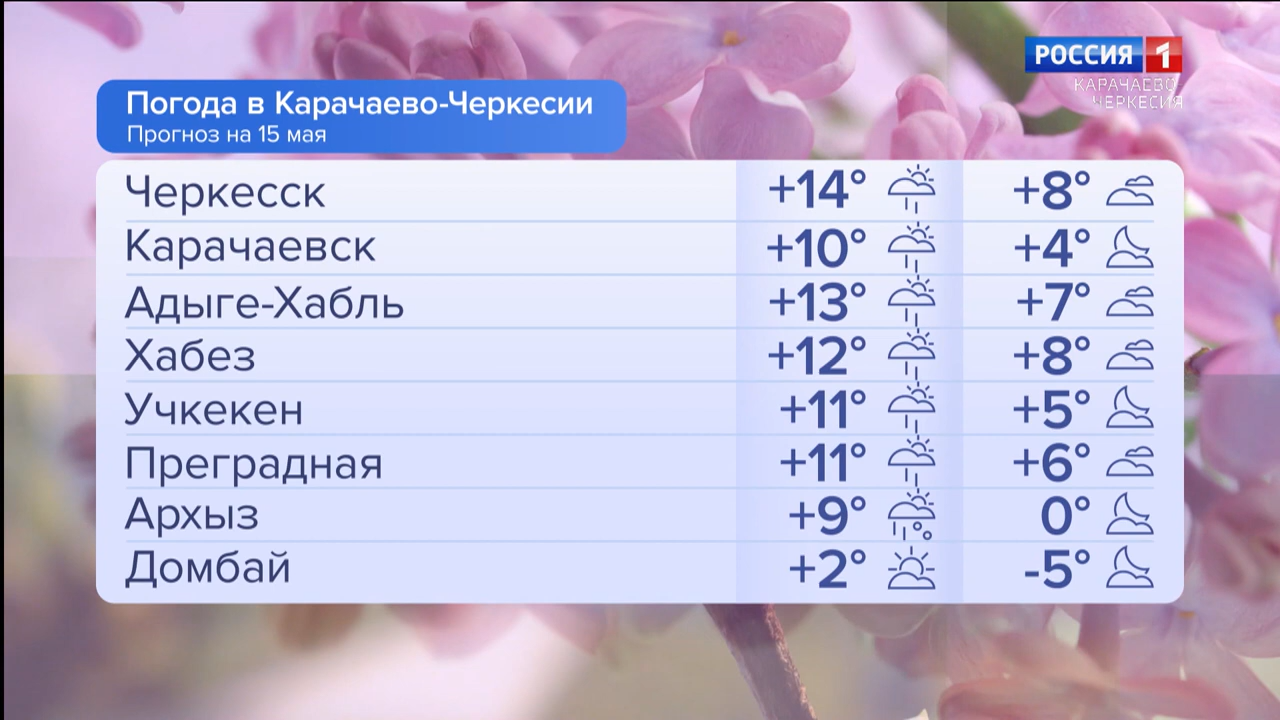 РОССИЯ 1
КАРАЧАЕВО
ЧЕРКЕСИЯ
Погода в Карачаево-Черкесии
Прогноз на 15 мая
Черкесск +14° +8°
Карачаевск +10° +4°
Адыге-Хабль +13° +7°
Хабез +12° +8°
Учкекен +11° +5°
Преградная +11° +6°
Архыз +9° 0°
Домбай +2° -5°